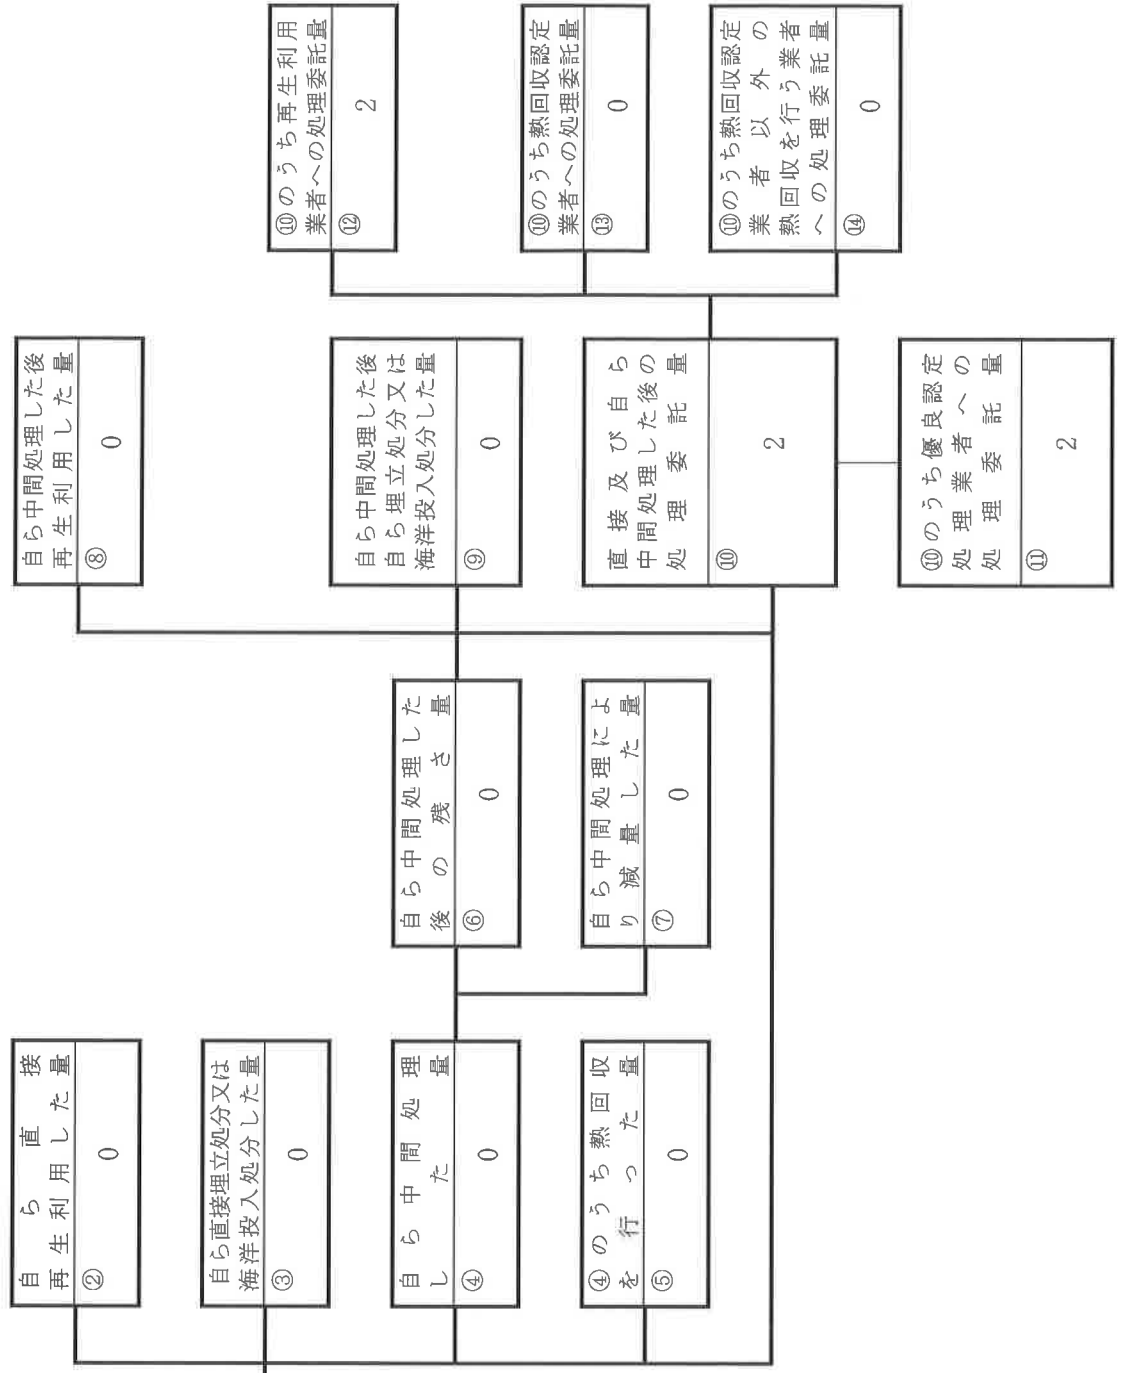 自ら直接
再生利用した量
②
0
自ら直接埋立処分又は
海洋投入処分した量
③
0
自ら中間処理
した量
④
0
④のうち熱回収
を行った量
⑤
0
自ら中間処理した
後の残さ量
⑥
0
自ら中間処理によ
り減量した量
⑦
0
自ら中間処理した後
再生利用した量
⑧
0
自ら中間処理した後
自ら埋立処分又は
海洋投入処分した量
⑨
0
直接及び自ら
中間処理した後の
処理委託量
⑩
2
⑩のうち優良認定
処理業者への
処理委託量
⑪
2
⑩のうち再生利用
業者への処理委託量
⑫
2
⑩のうち熱回収認定
業者への処理委託量
⑬
0
⑩のうち熱回収認定
業者以外の
熱回収を行う業者
への処理委託量
⑭
0